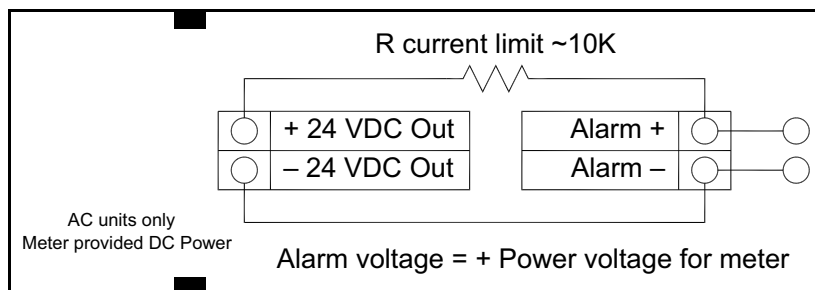 R current limit ~10K
+ 24 VDC Out
Alarm +
– 24 VDC Out
Alarm –
AC units only
Meter provided DC Power
Alarm voltage = + Power voltage for meter